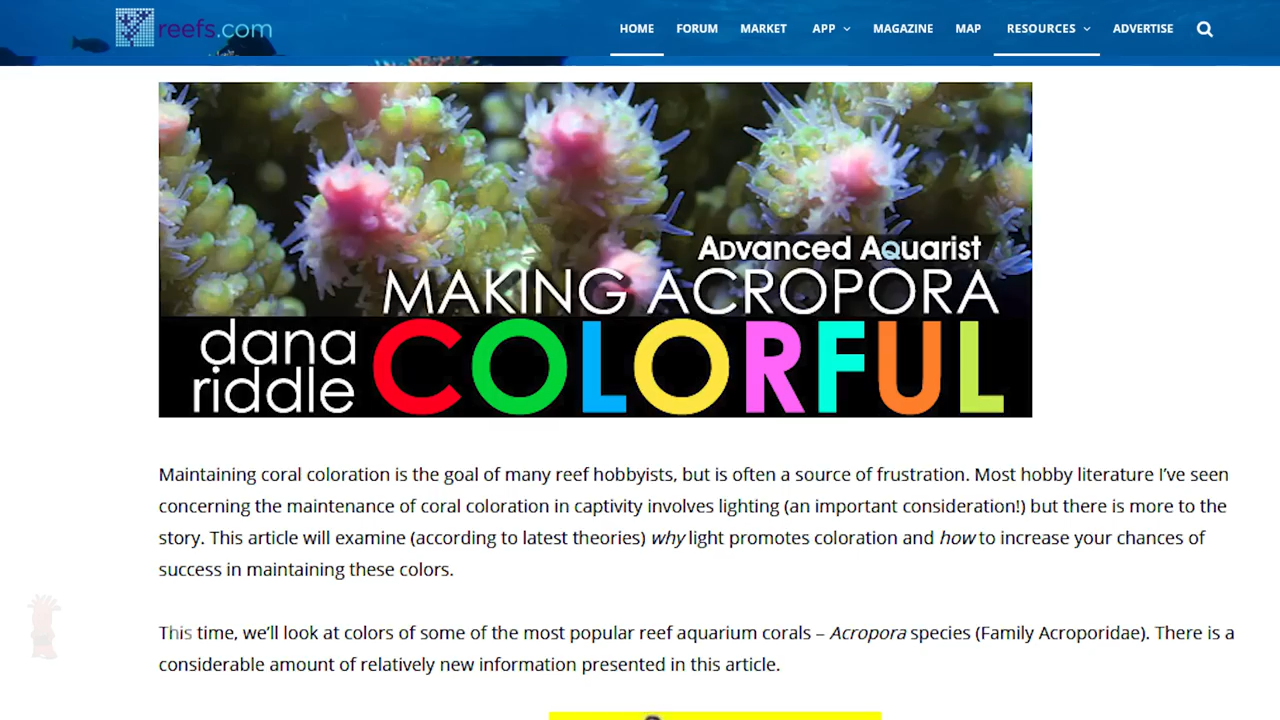 reefs.com
HOME FORUM MARKET APP MAGAZINE MAP RESOURCES ADVERTISE
ADvanced AQuarist
MAKING ACROPORA
dana riddle
COLORFUL
Maintaining coral coloration is the goal of many reef hobbyists, but is often a source of frustration. Most hobby literature I’ve seen
concerning the maintenance of coral coloration in captivity involves lighting (an important consideration!) but there is more to the
story. This article will examine (according to latest theories) why light promotes coloration and how to increase your chances of
success in maintaining these colors.
This time, we’ll look at colors of some of the most popular reef aquarium corals – Acropora species (Family Acroporidae). There is a
considerable amount of relatively new information presented in this article.